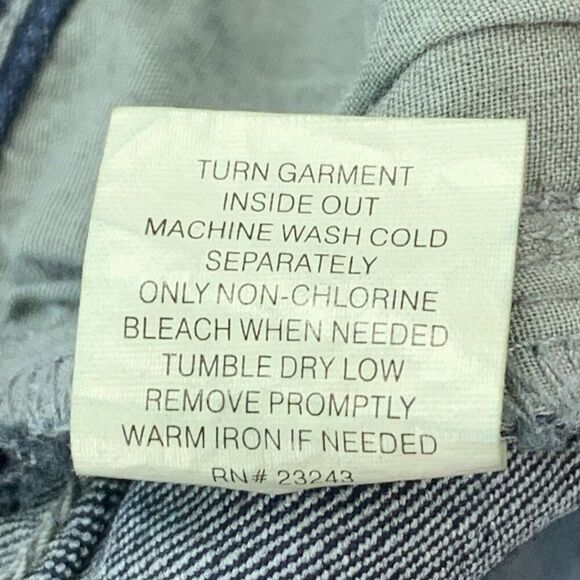 TURN GARMENT
INSIDE OUT
MACHINE WASH COLD
SEPARATELY
ONLY NON-CHLORINE
BLEACH WHEN NEEDED
TUMBLE DRY LOW
REMOVE PROMPTLY
WARM IRON IF NEEDED
RN# 23243